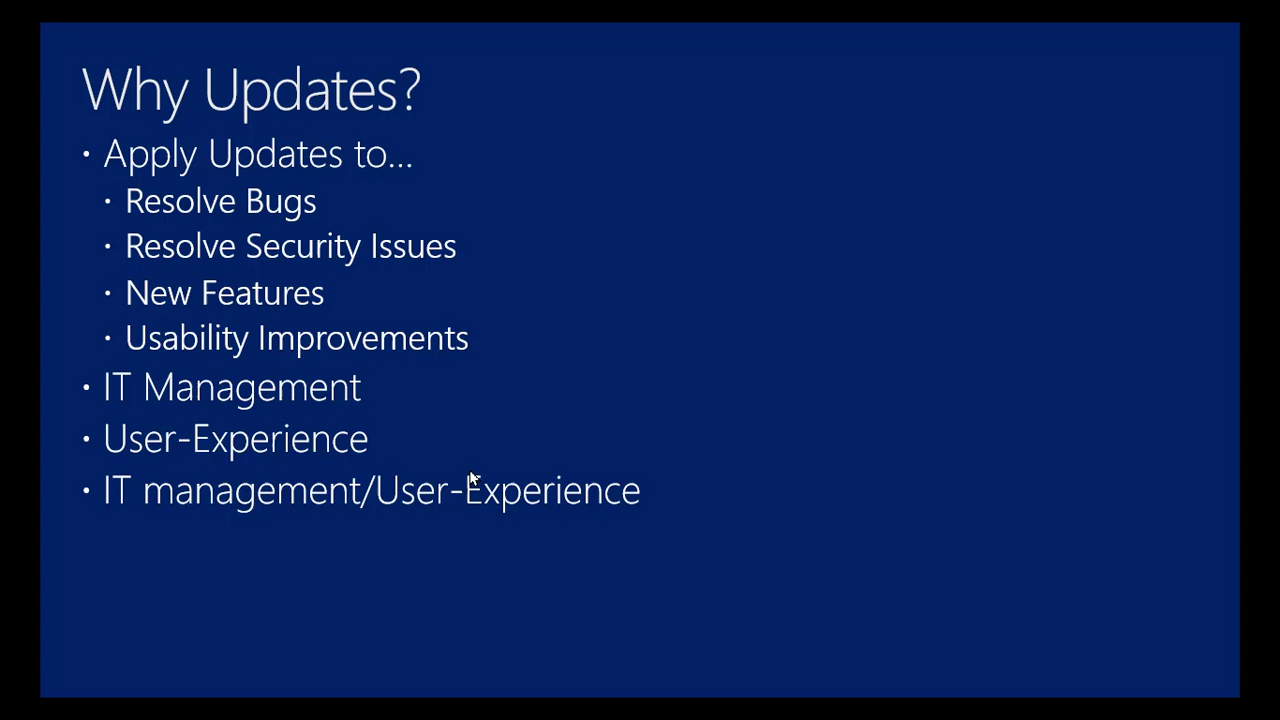 Why Updates?
• Apply Updates to...
• Resolve Bugs
• Resolve Security Issues
• New Features
• Usability Improvements
• IT Management
• User-Experience
• IT management/User-Experience